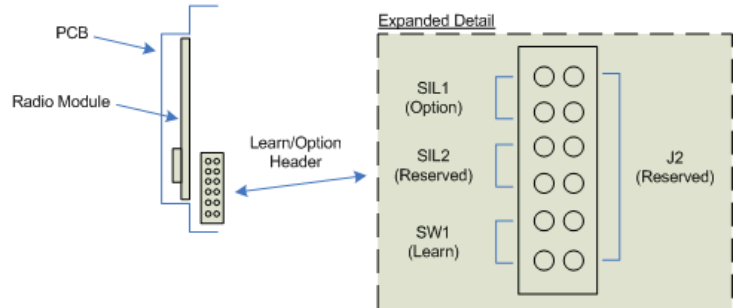 Expanded Detail
PCB
Radio Module
Learn/Option
Header
SIL1
(Option)
SIL2
(Reserved)
SW1
(Learn)
J2
(Reserved)